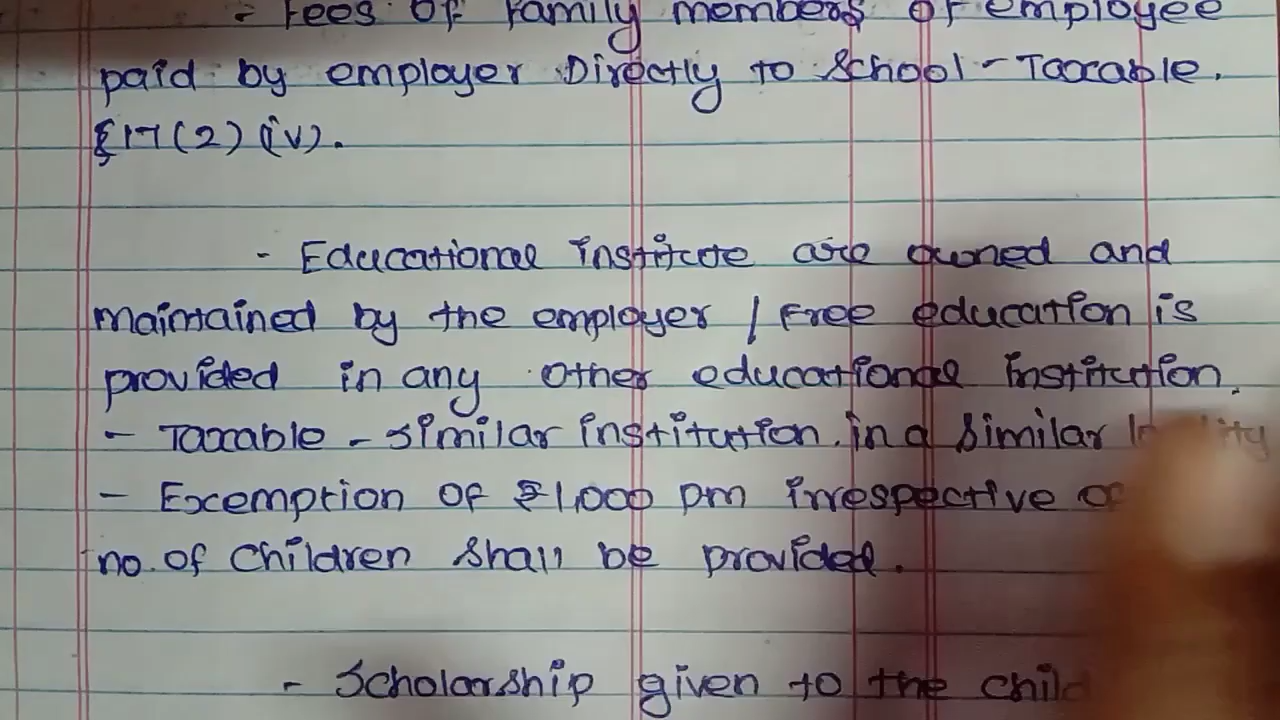 - Fees of Family members of employee
paid by employer Directly to School - Taxable.
§17(2)(iv).
- Educational institute are owned and
maintained by the employer / Free education is
provided in any other educational institution.
- Taxable - similar institution in a similar
- Exemption of ₹1,000 pm irrespective of
no. of children shall be provided.
- Scholarship given to the child